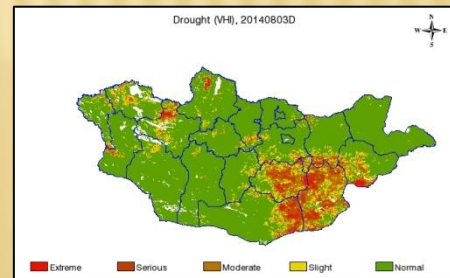 Drought (VHI), 20140803D
N
W E
S
Extreme Serious Moderate Slight Normal